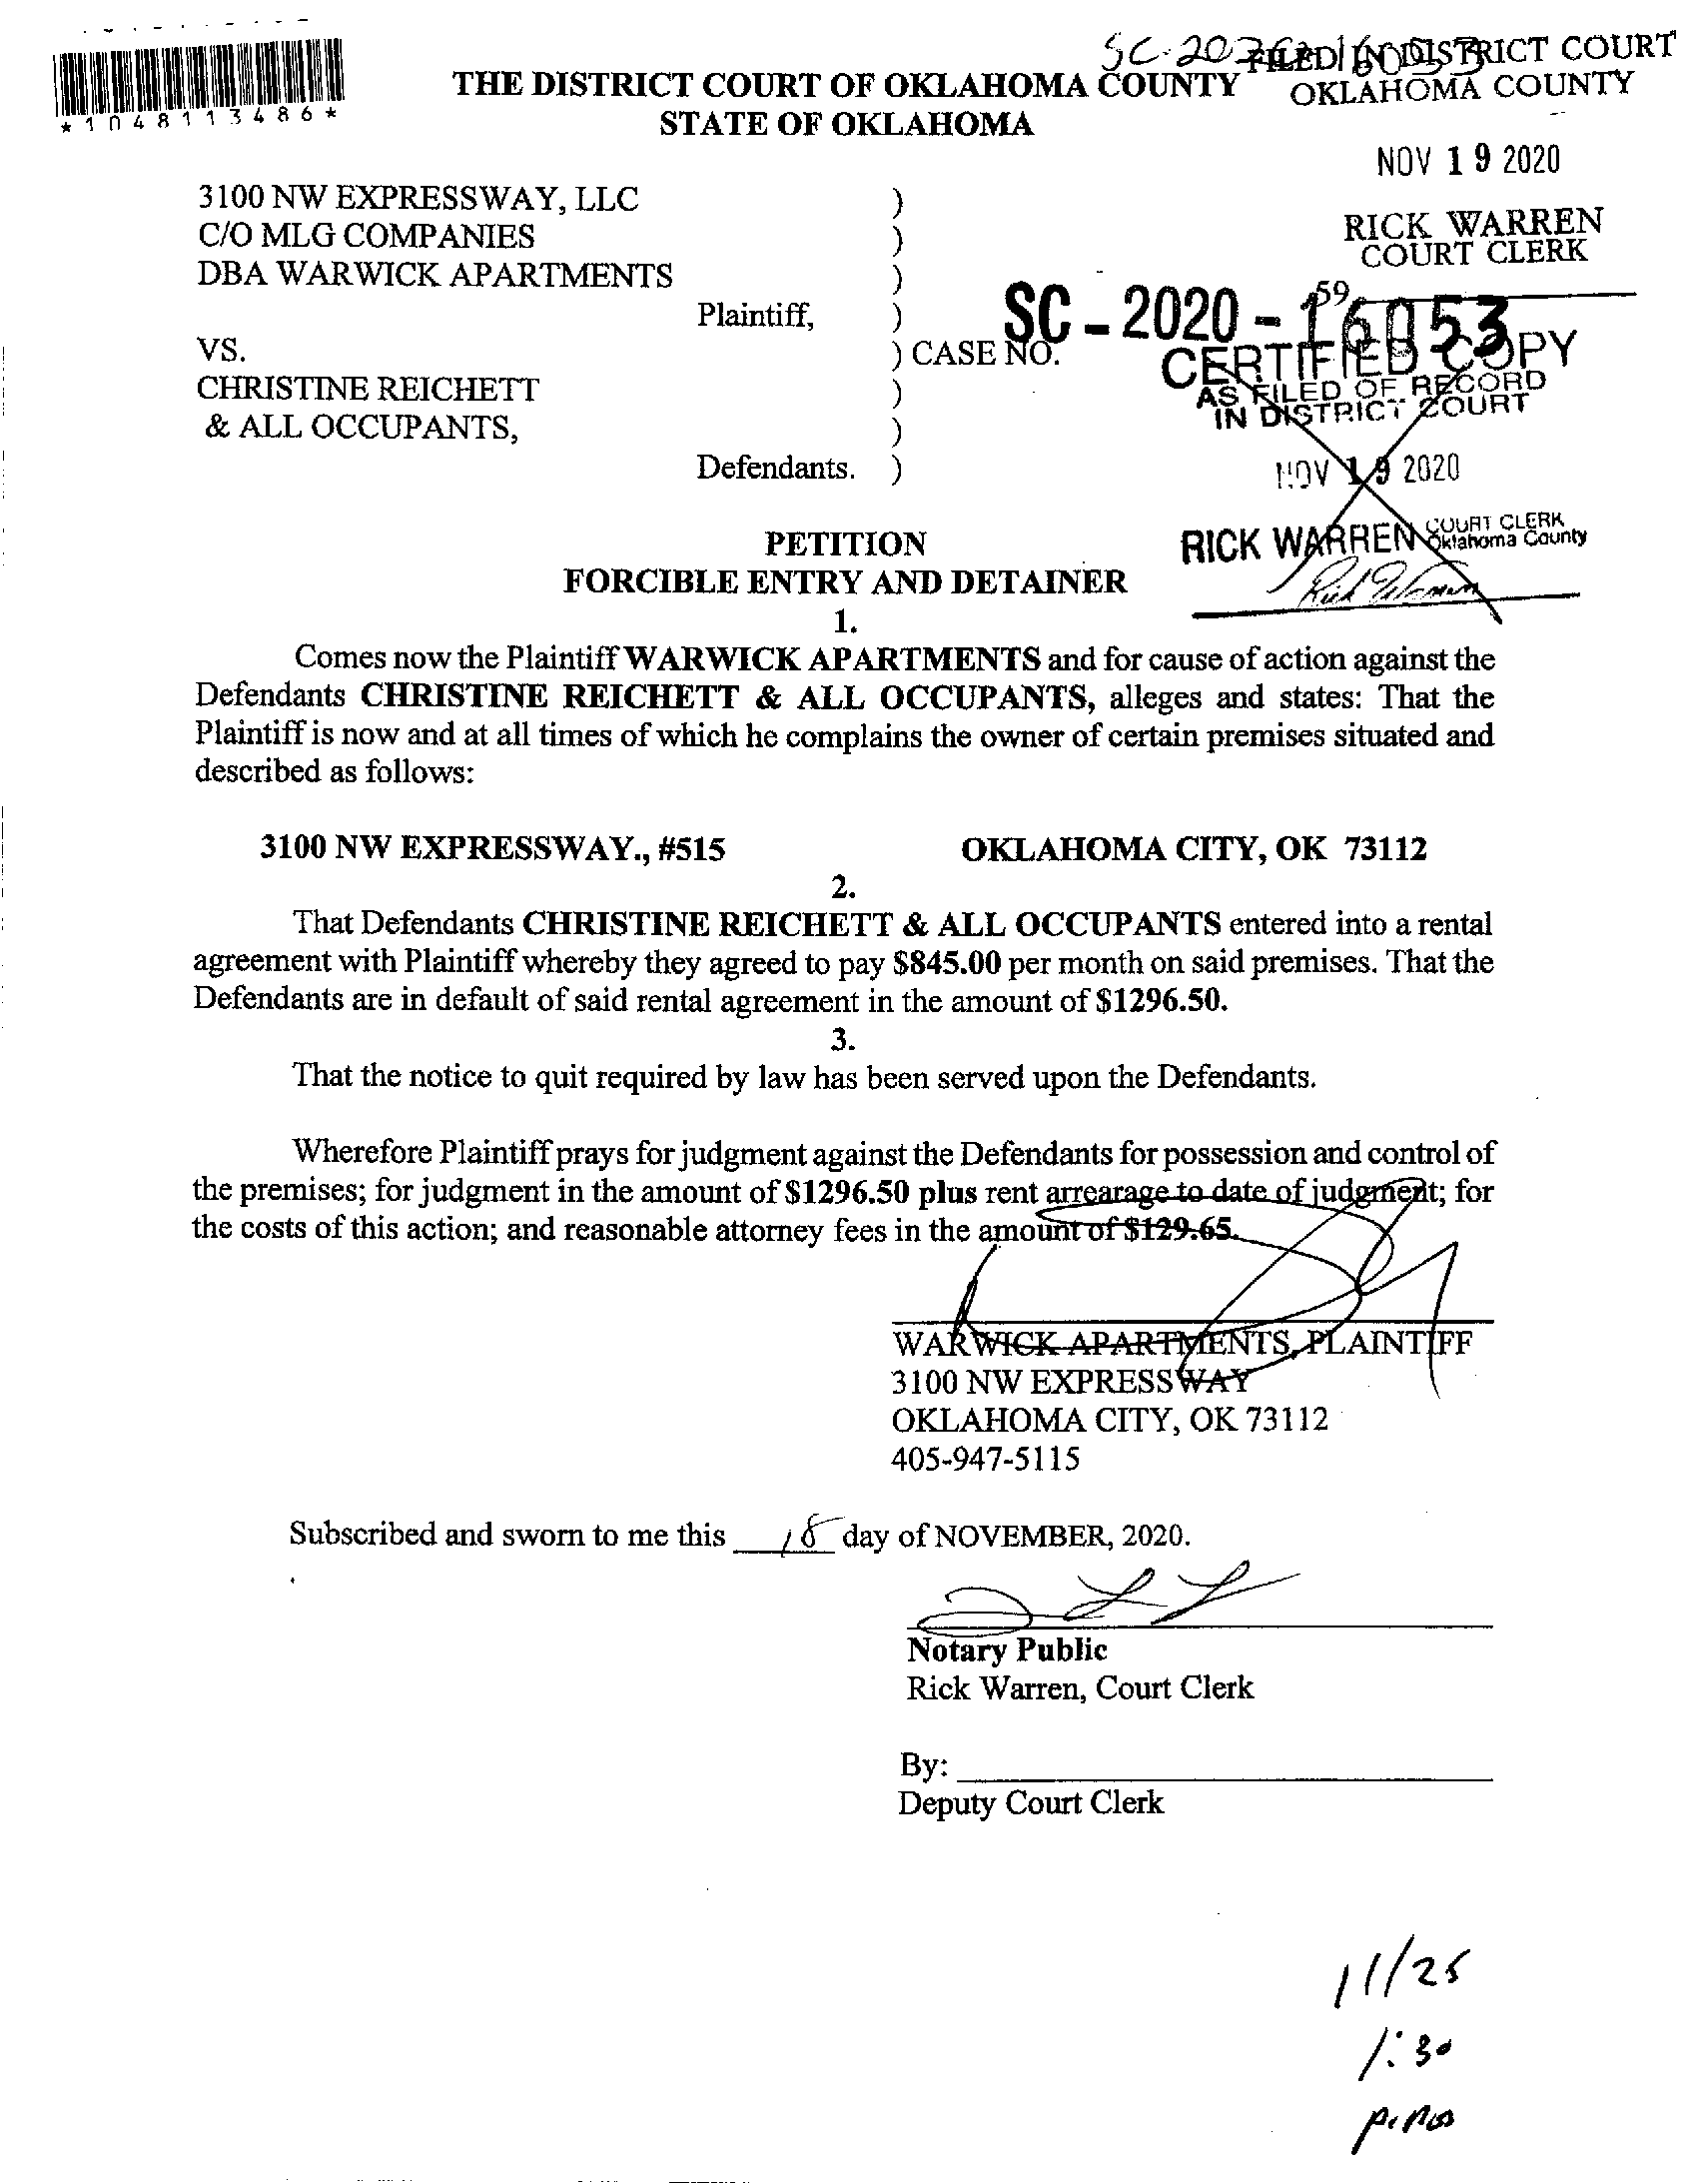 SC-20
FILED IN DISTRICT COURT
OKLAHOMA COUNTY
*1048113486*
THE DISTRICT COURT OF OKLAHOMA COUNTY
STATE OF OKLAHOMA
NOV 19 2020
RICK WARREN
COURT CLERK
59
3100 NW EXPRESSWAY, LLC )
C/O MLG COMPANIES )
DBA WARWICK APARTMENTS )
Plaintiff, )
SC - 2020 - 16053
VS. ) CASE NO.
CHRISTINE REICHETT )
& ALL OCCUPANTS, )
Defendants. )
CERTIFIED COPY
AS FILED OF RECORD
IN DISTRICT COURT
NOV 19 2020
RICK WARREN COURT CLERK
Oklahoma County
Rick Warren
PETITION
FORCIBLE ENTRY AND DETAINER
1.
Comes now the Plaintiff WARWICK APARTMENTS and for cause of action against the
Defendants CHRISTINE REICHETT & ALL OCCUPANTS, alleges and states: That the
Plaintiff is now and at all times of which he complains the owner of certain premises situated and
described as follows:
3100 NW EXPRESSWAY., #515 OKLAHOMA CITY, OK 73112
2.
That Defendants CHRISTINE REICHETT & ALL OCCUPANTS entered into a rental
agreement with Plaintiff whereby they agreed to pay $845.00 per month on said premises. That the
Defendants are in default of said rental agreement in the amount of $1296.50.
3.
That the notice to quit required by law has been served upon the Defendants.
Wherefore Plaintiff prays for judgment against the Defendants for possession and control of
the premises; for judgment in the amount of $1296.50 plus rent arrearage to date of judgment; for
the costs of this action; and reasonable attorney fees in the amount of $129.65.
WARWICK APARTMENTS, PLAINTIFF
3100 NW EXPRESSWAY
OKLAHOMA CITY, OK 73112
405-947-5115
Subscribed and sworn to me this 18 day of NOVEMBER, 2020.
Notary Public
Rick Warren, Court Clerk
By:
Deputy Court Clerk
11/25
1:30